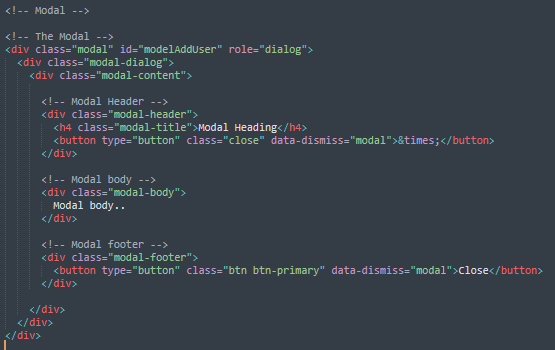 <!-- Modal -->
<!-- The Modal -->
<div class="modal" id="modelAddUser" role="dialog">
<div class="modal-dialog">
<div class="modal-content">
<!-- Modal Header -->
<div class="modal-header">
<h4 class="modal-title">Modal Heading</h4>
<button type="button" class="close" data-dismiss="modal">&times;</button>
</div>
<!-- Modal body -->
<div class="modal-body">
Modal body..
</div>
<!-- Modal footer -->
<div class="modal-footer">
<button type="button" class="btn btn-primary" data-dismiss="modal">Close</button>
</div>
</div>
</div>
</div>